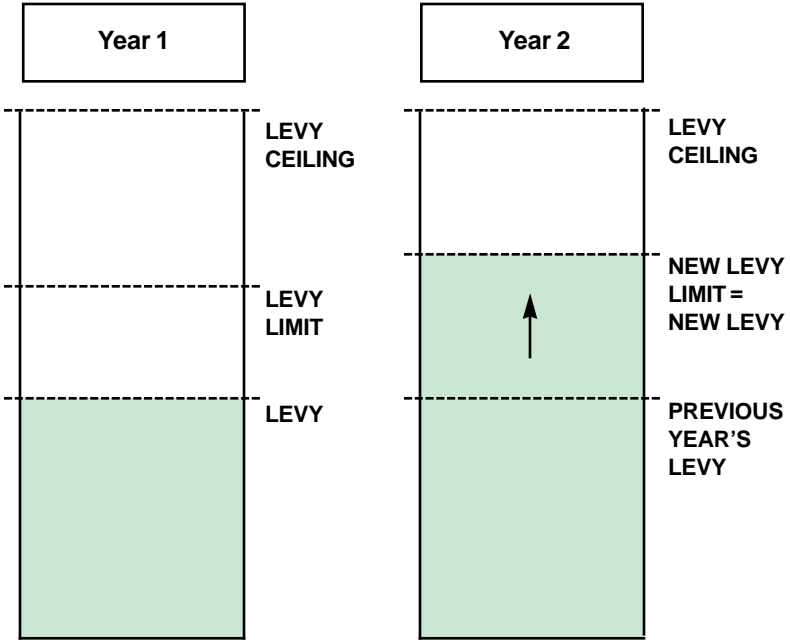 Year 1
LEVY
CEILING
LEVY
LIMIT
LEVY
Year 2
LEVY
CEILING
NEW LEVY
LIMIT =
NEW LEVY
PREVIOUS
YEAR'S
LEVY